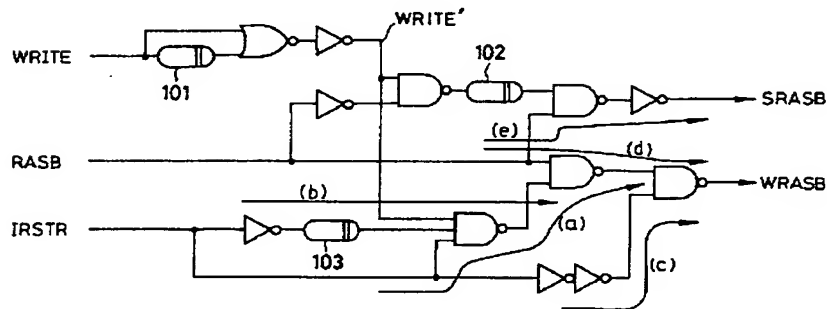 WRITE
101
WRITE'
102
SRASB
(e)
(d)
RASB
(b)
WRASB
IRSTR
(a)
103
(c)